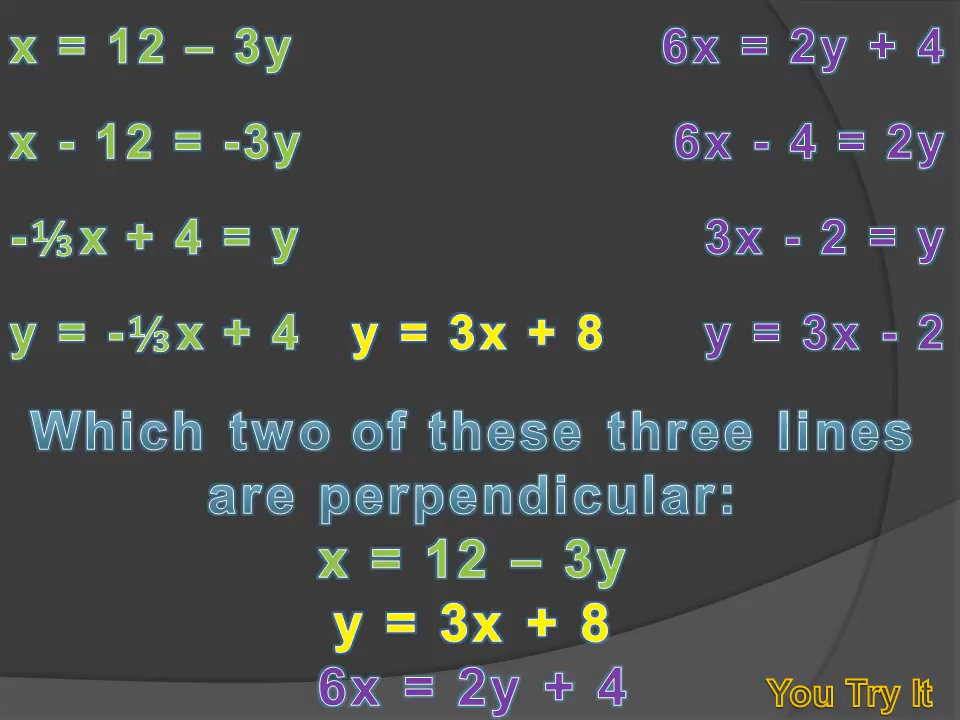 x = 12 – 3y
6x = 2y + 4
x - 12 = -3y
6x - 4 = 2y
-⅓x + 4 = y
3x - 2 = y
y = -⅓x + 4
y = 3x + 8
y = 3x - 2
Which two of these three lines
are perpendicular:
x = 12 – 3y
y = 3x + 8
6x = 2y + 4
You Try It